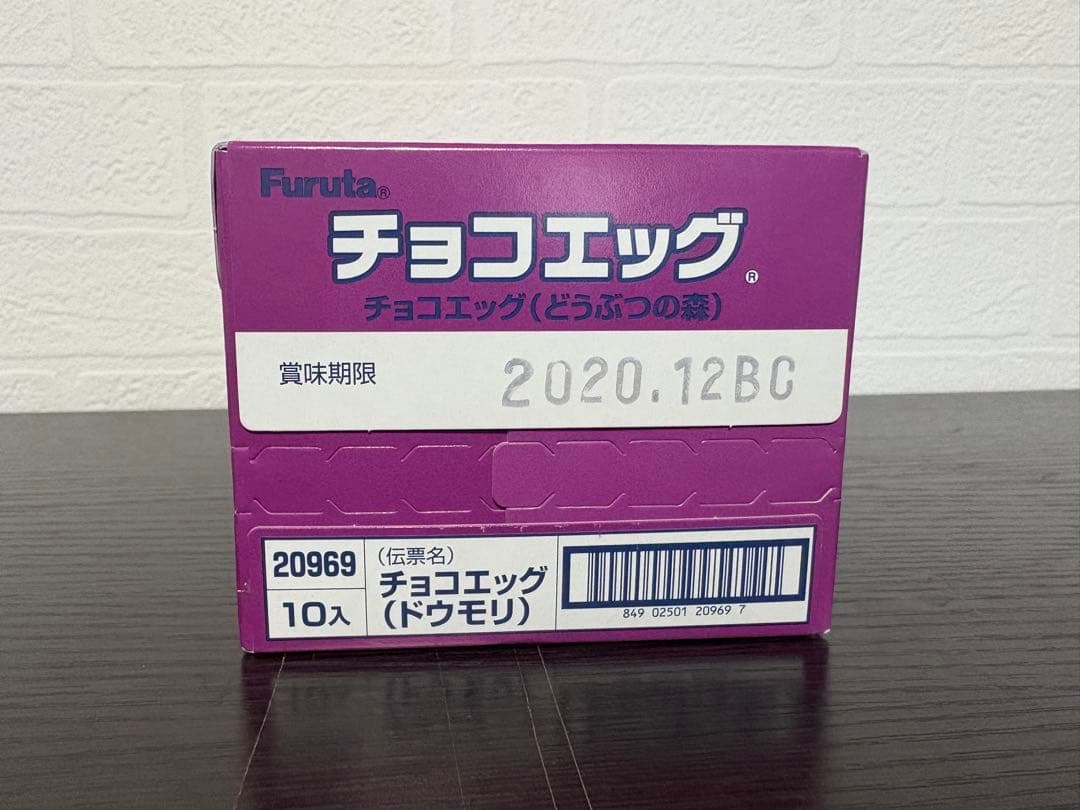 Furuta®
チョコエッグ®
チョコエッグ(どうぶつの森)
賞味期限 2020.12BC
20969
10入
(伝票名)
チョコエッグ
(ドウモリ)
849 02501 20969 7